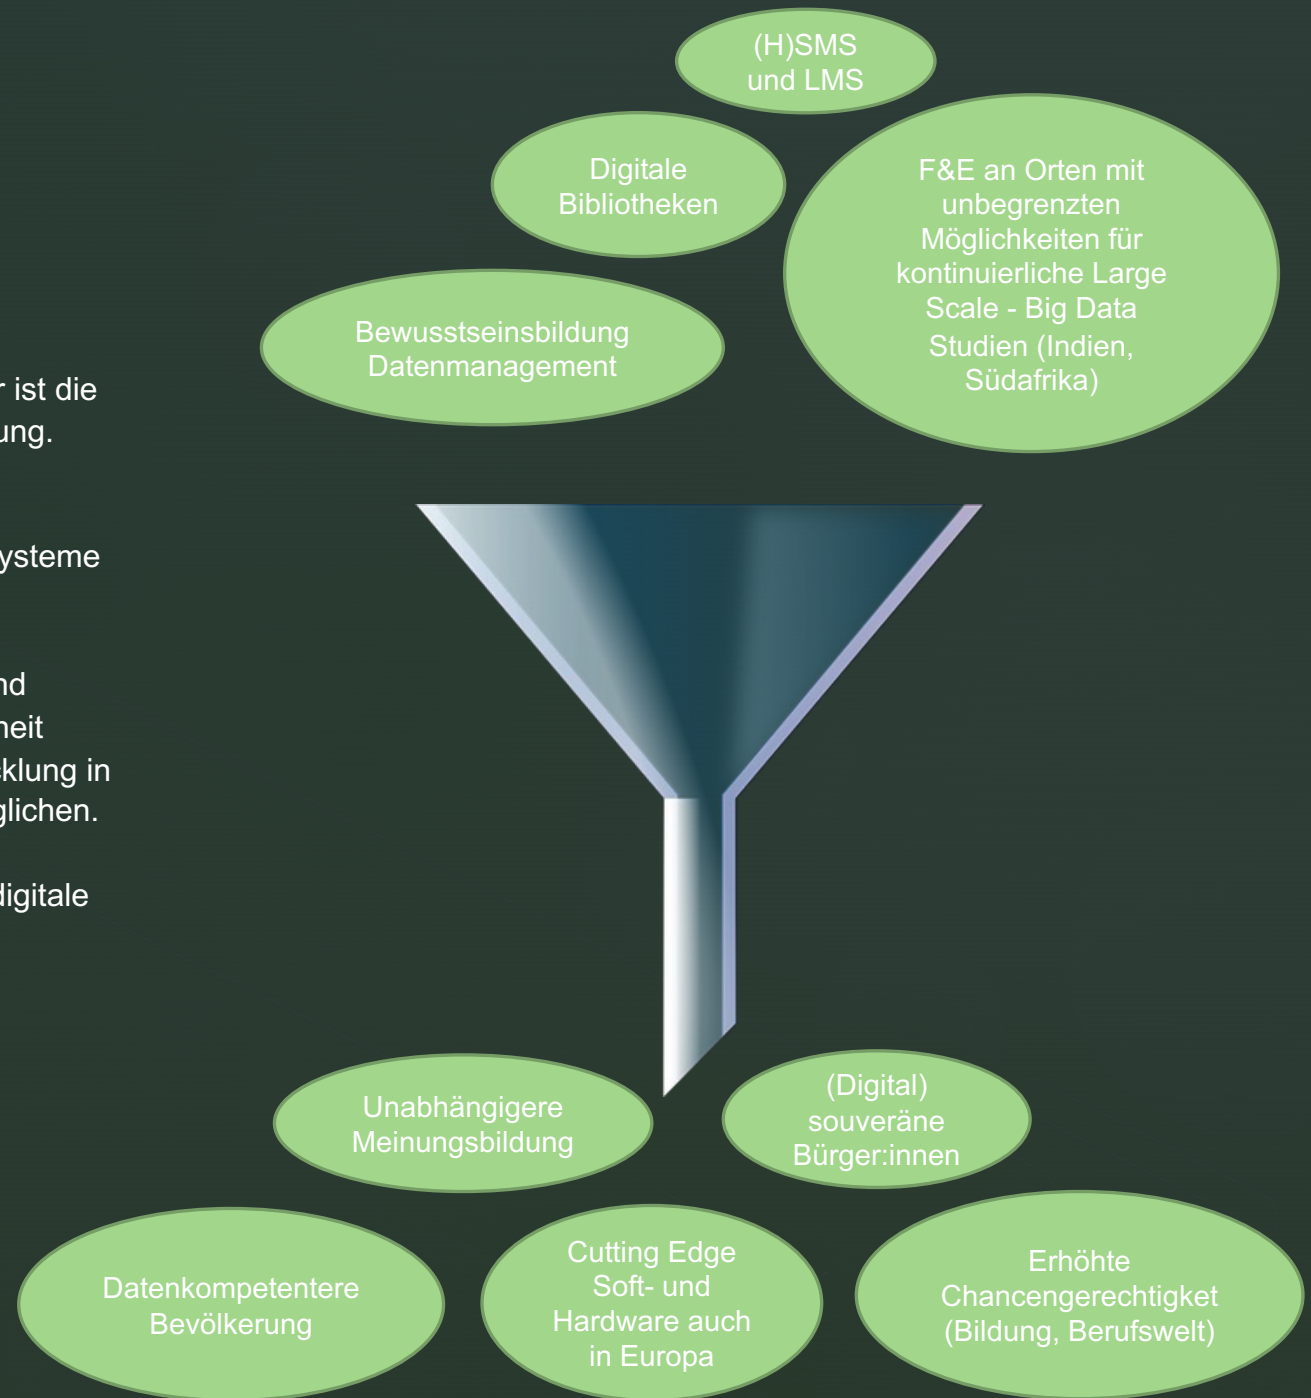 (H)SMS
und LMS
Digitale
Bibliotheken
F&E an Orten mit
unbegrenzten
Möglichkeiten für
kontinuierliche Large
Scale - Big Data
Studien (Indien,
Südafrika)
Bewusstseinsbildung
Datenmanagement
ist die
ung.
ysteme
nd
heit
cklung in
glichen.
digitale
Unabhängigere
Meinungsbildung
(Digital)
souveräne
Bürger:innen
Datenkompetentere
Bevölkerung
Cutting Edge
Soft- und
Hardware auch
in Europa
Erhöhte
Chancengerechtigket
(Bildung, Berufswelt)